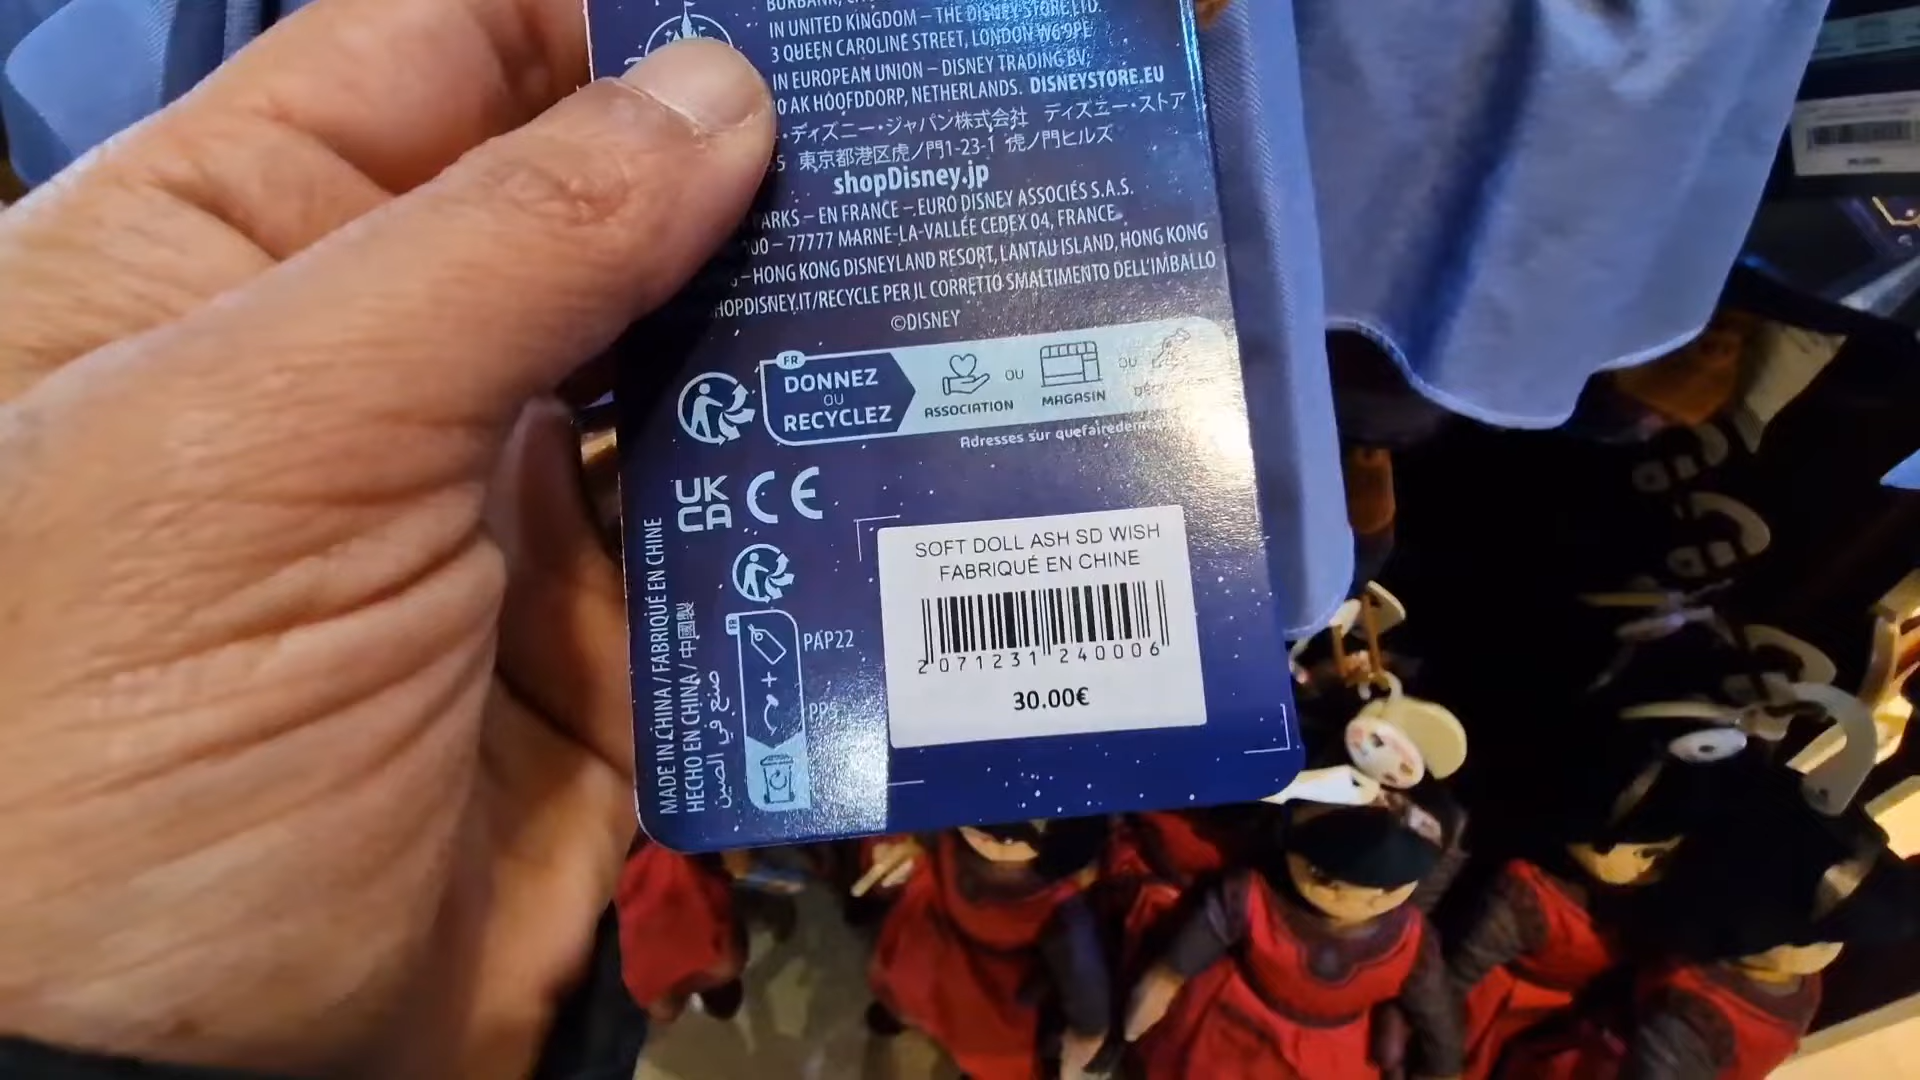 IN UNITED KINGDOM – THE DISNEY STORE LTD.
3 QUEEN CAROLINE STREET, LONDON W6 9PE
IN EUROPEAN UNION – DISNEY TRADING BV,
AK HOOFDDORP, NETHERLANDS. DISNEYSTORE.EU
・ディズニー・ジャパン株式会社 ディズニー・ストア
東京都港区虎ノ門1-23-1 虎ノ門ヒルズ
shopDisney.jp
PARKS – EN FRANCE – EURO DISNEY ASSOCIÉS S.A.S.
– 77777 MARNE-LA-VALLÉE CEDEX 04, FRANCE
– HONG KONG DISNEYLAND RESORT, LANTAU ISLAND, HONG KONG
SHOPDISNEY.IT/RECYCLE PER IL CORRETTO SMALTIMENTO DELL'IMBALLO
©DISNEY
FR
DONNEZ
OU
RECYCLEZ
ASSOCIATION
OU
MAGASIN
OU
Adresses sur
UK
CA
CE
MADE IN CHINA / FABRIQUÉ EN CHINE
HECHO EN CHINA / 中國製
صنع في الصين
FR
PAP22
SOFT DOLL ASH SD WISH
FABRIQUÉ EN CHINE
2 071231 240006
30.00€